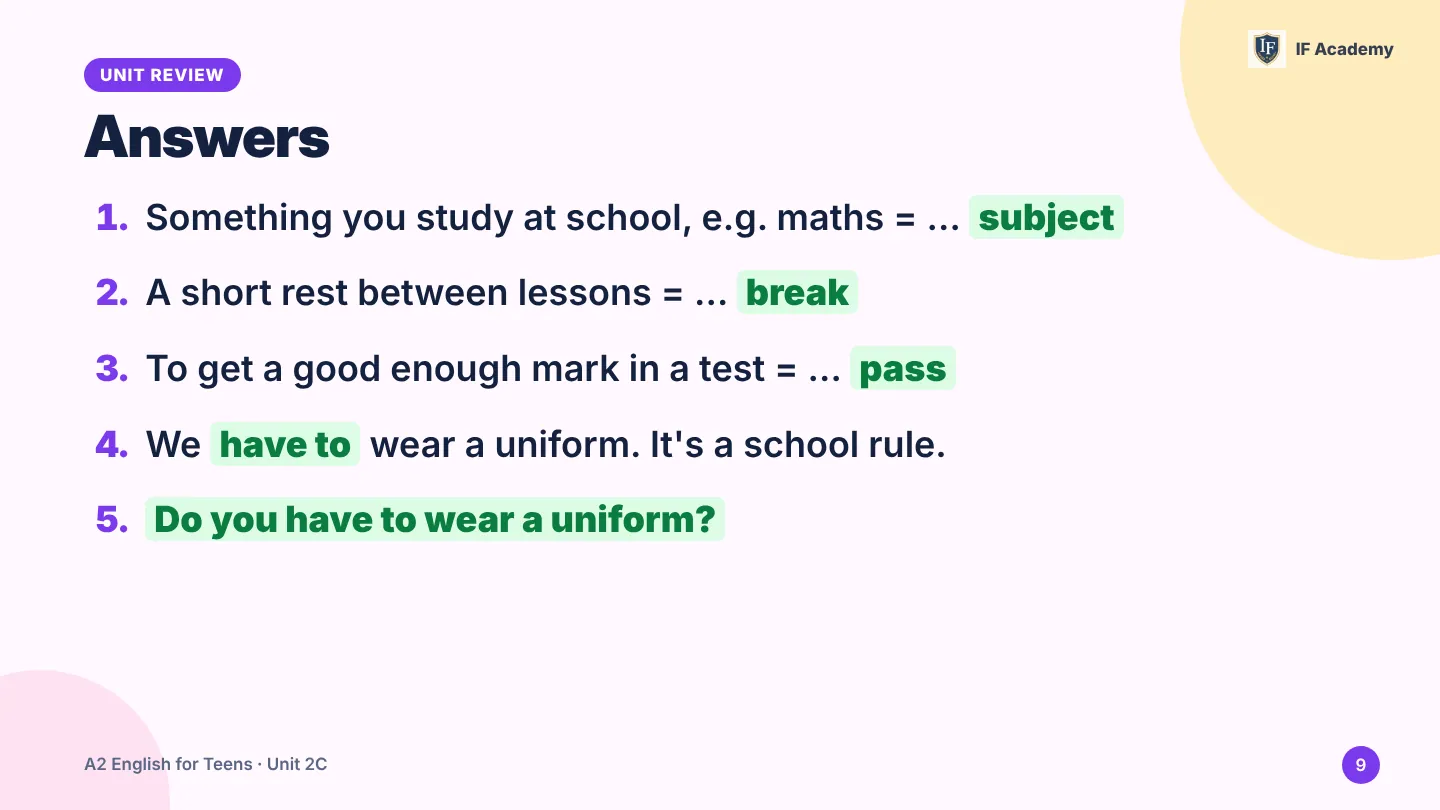 IF
IF Academy
UNIT REVIEW
Answers
1. Something you study at school, e.g. maths = ... subject
2. A short rest between lessons = ... break
3. To get a good enough mark in a test = ... pass
4. We have to wear a uniform. It's a school rule.
5. Do you have to wear a uniform?
A2 English for Teens · Unit 2C
9